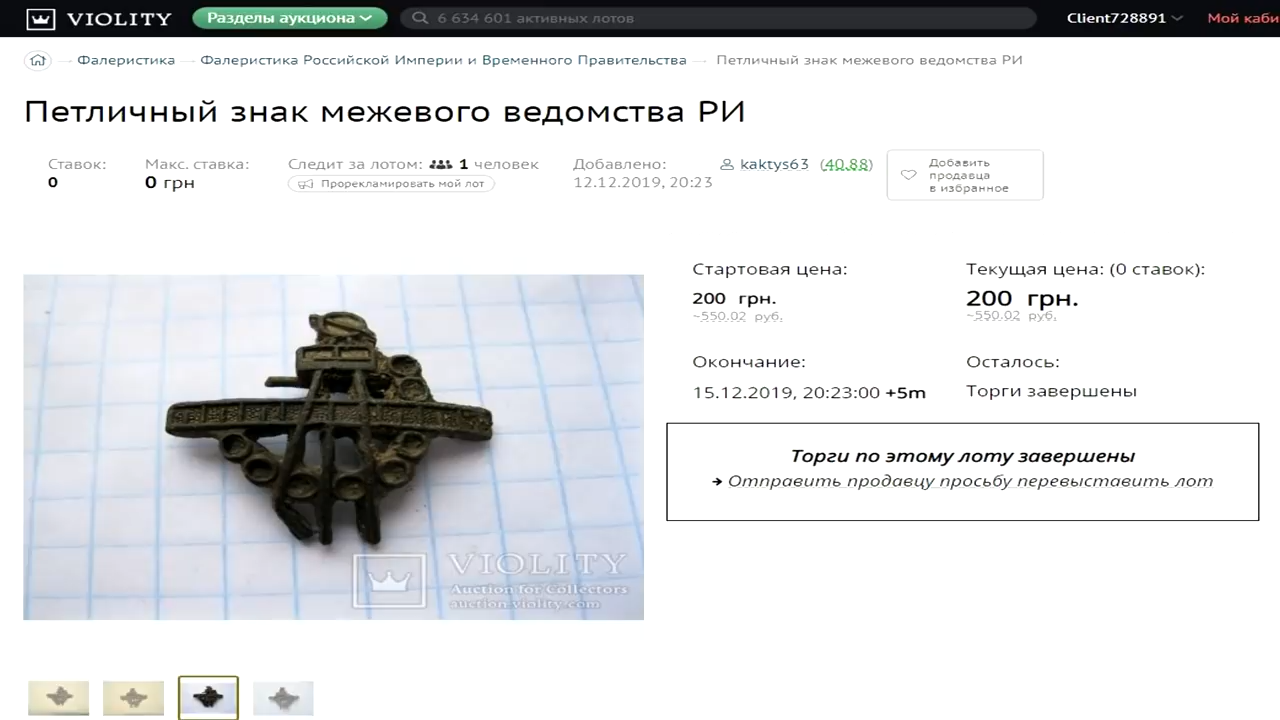 VIOLITY
Разделы аукциона
6 634 601 активных лотов
Client728891
Мой каби
Фалеристика → Фалеристика Российской Империи и Временного Правительства → Петличный знак межевого ведомства РИ
Петличный знак межевого ведомства РИ
Ставок:
0
Макс. ставка:
0 грн
Следит за лотом: 1 человек
Прорекламировать мой лот
Добавлено:
12.12.2019, 20:23
kaktys63 (40.88)
Добавить
продавца
в избранное
Стартовая цена:
200 грн.
~550.02 руб.
Текущая цена: (0 ставок):
200 грн.
~550.02 руб.
Окончание:
15.12.2019, 20:23:00 +5m
Осталось:
Торги завершены
Торги по этому лоту завершены
→ Отправить продавцу просьбу перевыставить лот
VIOLITY
Auction for Collectors
auction.violity.com